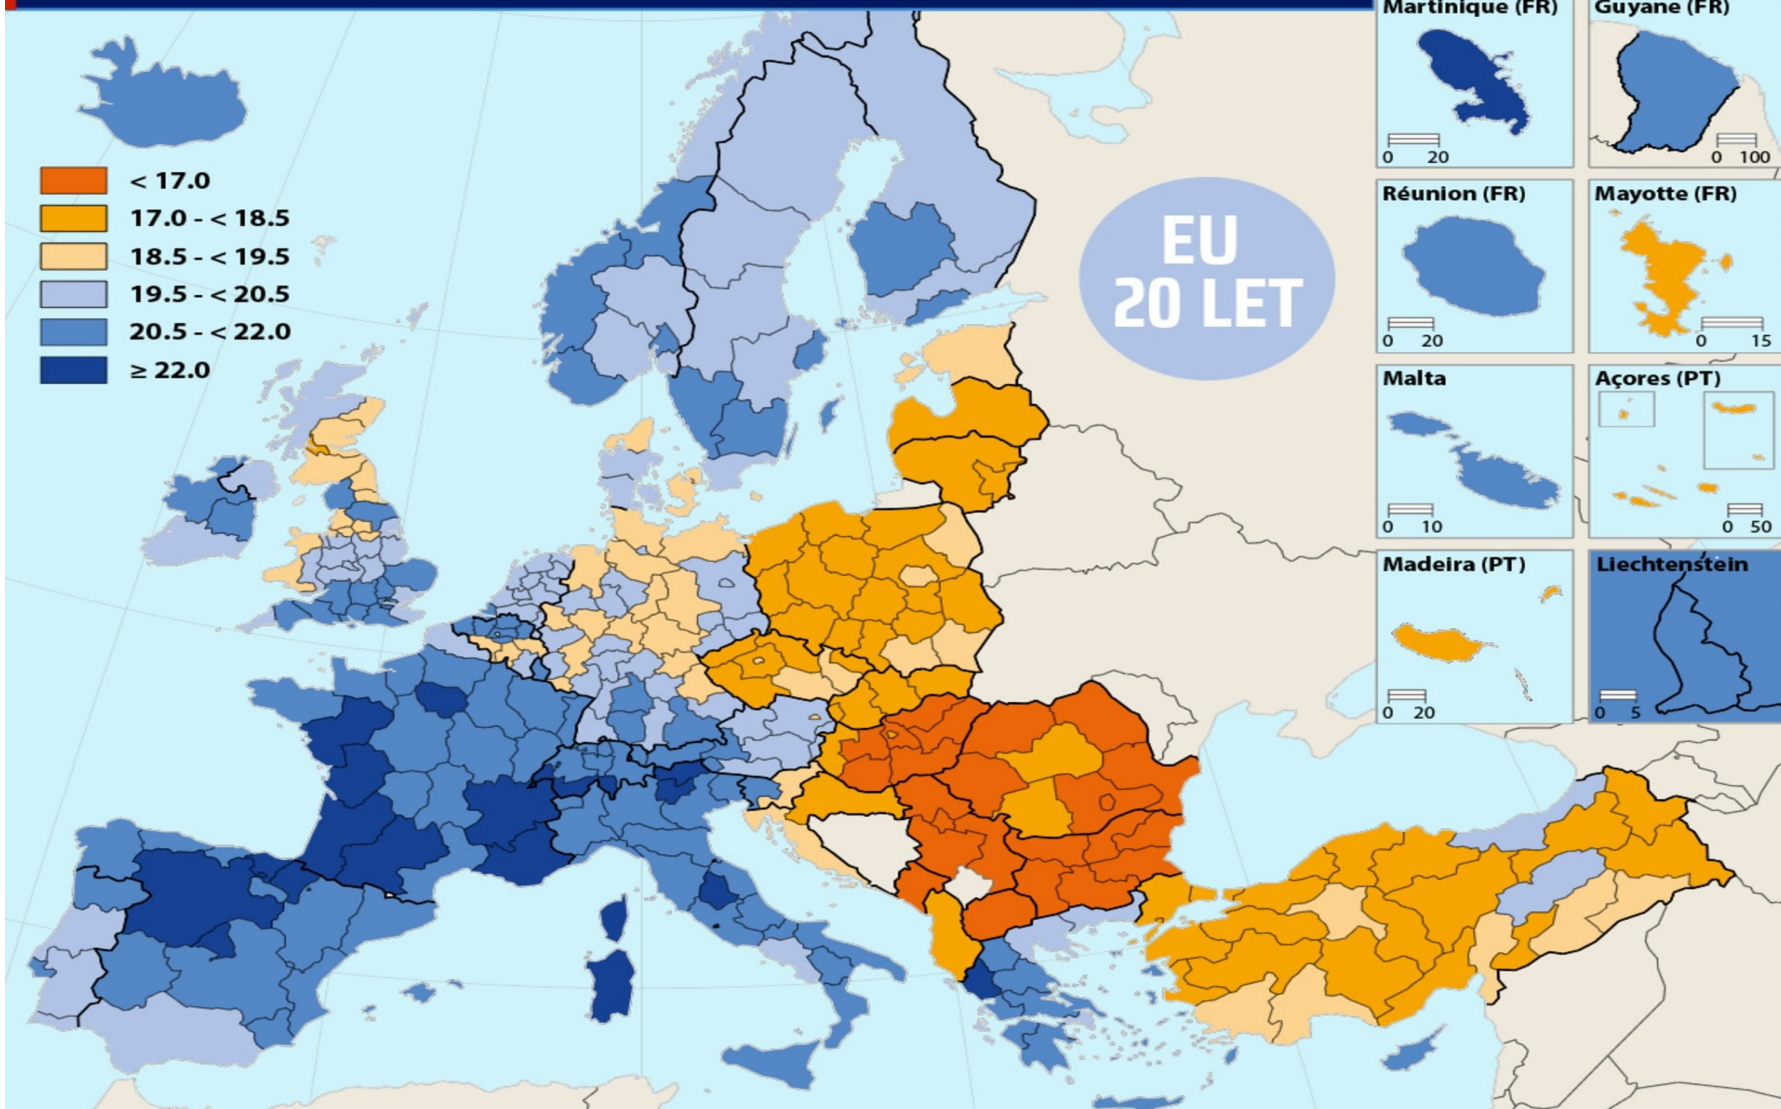 Martinique (FR)
Guyane (FR)
0 20
0 100
< 17.0
17.0 - < 18.5
18.5 - < 19.5
19.5 - < 20.5
20.5 - < 22.0
≥ 22.0
EU
20 LET
Réunion (FR)
Mayotte (FR)
0 20
0 15
Malta
Açores (PT)
0 10
0 50
Madeira (PT)
Liechtenstein
0 20
0 5